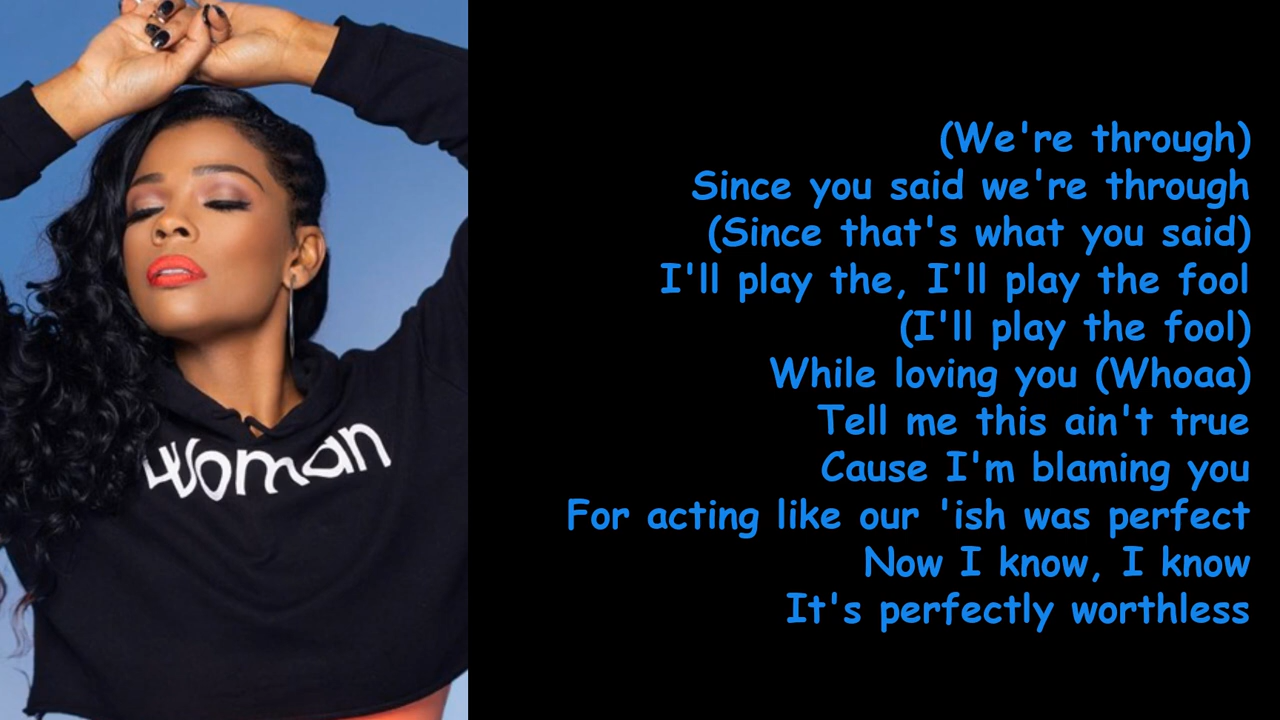 Woman
(We're through)
Since you said we're through
(Since that's what you said)
I'll play the, I'll play the fool
(I'll play the fool)
While loving you (Whoaa)
Tell me this ain't true
Cause I'm blaming you
For acting like our 'ish was perfect
Now I know, I know
It's perfectly worthless